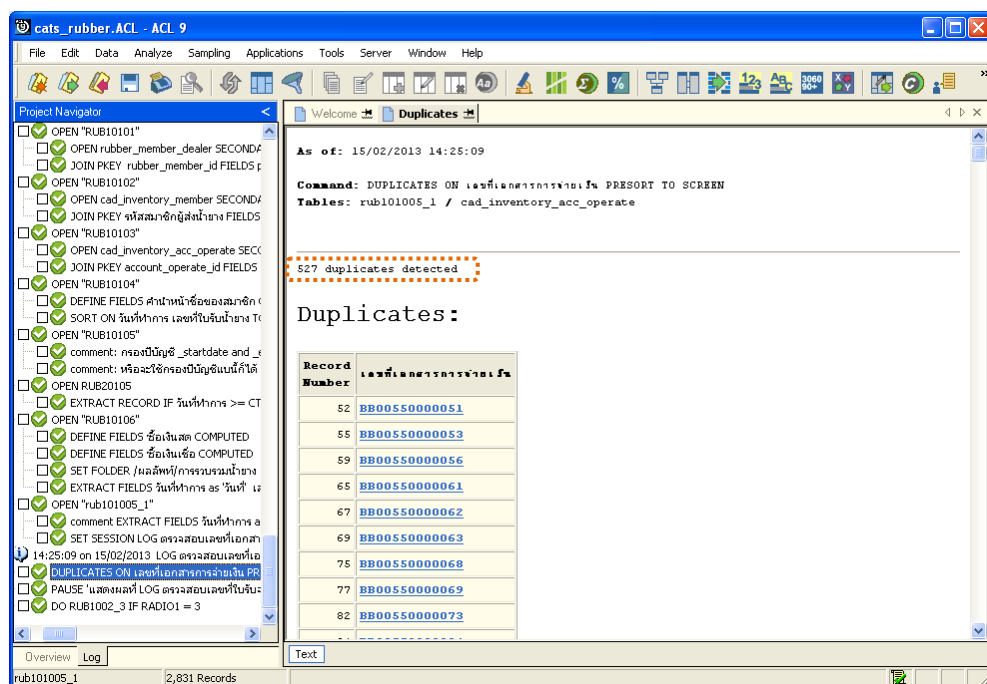 cats_rubber.ACL - ACL 9
File Edit Data Analyze Sampling Applications Tools Server Window Help
Project Navigator <
Welcome Duplicates
OPEN "RUB10101"
OPEN rubber_member_dealer SECONDA
JOIN PKEY rubber_member_id FIELDS p
OPEN "RUB10102"
OPEN cad_inventory_member SECONDA
JOIN PKEY รหัสสมาชิกผู้ส่งน้ำยาง FIELDS
OPEN "RUB10103"
OPEN cad_inventory_acc_operate SECO
JOIN PKEY account_operate_id FIELDS
OPEN "RUB10104"
DEFINE FIELDS คำนำหน้าชื่อของสมาชิก
SORT ON วันที่ทำการ เลขที่ใบรับน้ำยาง TO
OPEN "RUB10105"
comment: กรองปีบัญชี _startdate and _e
comment: หรือจะใช้กรองปีบัญชีแบบนี้ก็ได้
OPEN RUB20105
EXTRACT RECORD IF วันที่ทำการ >= CT
OPEN "RUB10106"
DEFINE FIELDS ซื้อเงินสด COMPUTED
DEFINE FIELDS ซื้อเงินเชื่อ COMPUTED
SET FOLDER /ผลลัพท์/การรวบรวมน้ำยาง
EXTRACT FIELDS วันที่ทำการ as 'วันที่' เล
OPEN "rub101005_1"
comment EXTRACT FIELDS วันที่ทำการ a
SET SESSION LOG ตรวจสอบเลขที่เอกสา
14:25:09 on 15/02/2013 LOG ตรวจสอบเลขที่เอ
DUPLICATES ON เลขที่เอกสารการจ่ายเงิน PR
PAUSE 'แสดงผลที่ LOG ตรวจสอบเลขที่ใบรับ
DO RUB1002_3 IF RADIO1 = 3
Overview Log
As of: 15/02/2013 14:25:09
Command: DUPLICATES ON เลขที่เอกสารการจ่ายเงิน PRESORT TO SCREEN
Tables: rub101005_1 / cad_inventory_acc_operate
527 duplicates detected
Duplicates:
Record Number เลขที่เอกสารการจ่ายเงิน
52 BB00550000051
55 BB00550000053
59 BB00550000056
65 BB00550000061
67 BB00550000062
69 BB00550000063
75 BB00550000068
77 BB00550000069
82 BB00550000073
Text
rub101005_1 2,831 Records